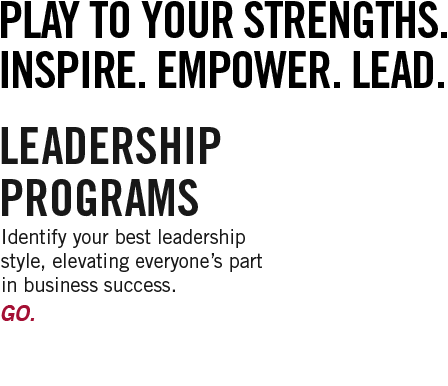 PLAY TO YOUR STRENGTHS.
INSPIRE. EMPOWER. LEAD.
LEADERSHIP
PROGRAMS
Identify your best leadership
style, elevating everyone’s part
in business success.
GO.